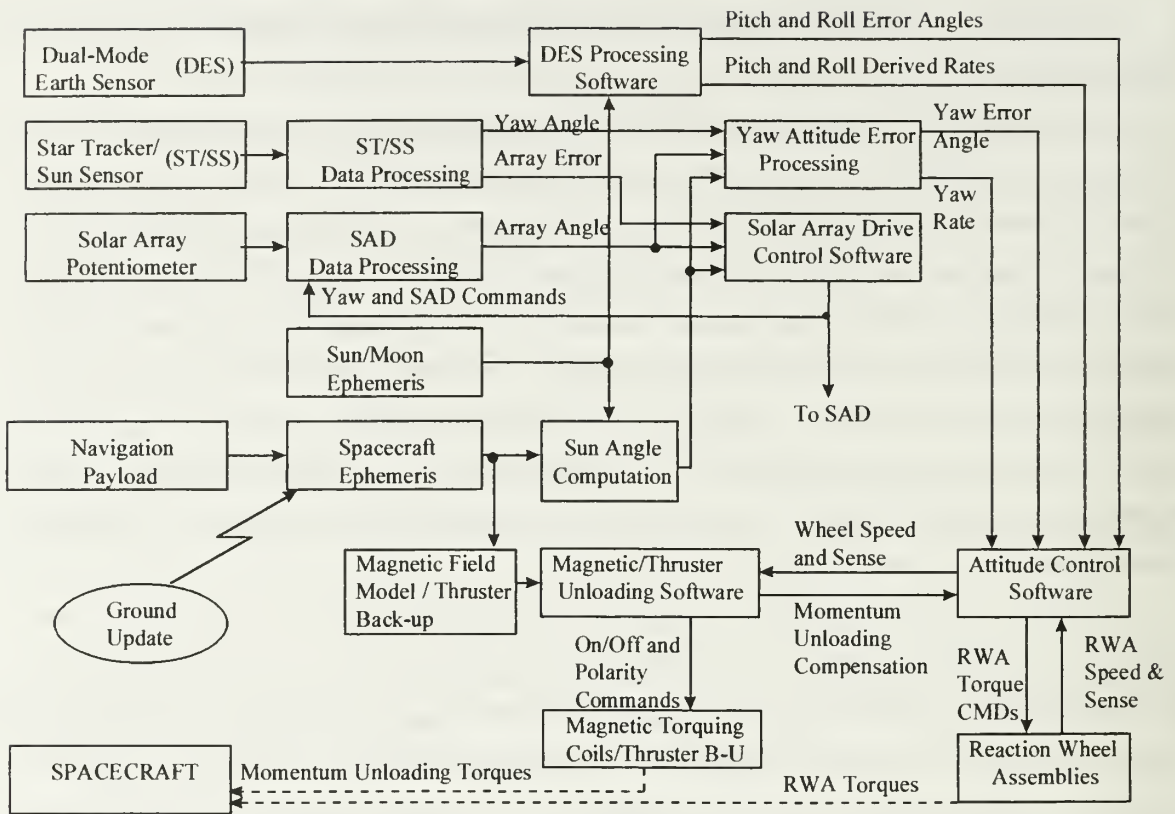 Pitch and Roll Error Angles
Dual-Mode
Earth Sensor
(DES)
DES Processing
Software
Pitch and Roll Derived Rates
Star Tracker/
Sun Sensor
(ST/SS)
ST/SS
Data Processing
Yaw Angle
Array Error
Yaw Attitude Error
Processing
Yaw Error
Angle
Yaw
Rate
Solar Array
Potentiometer
SAD
Data Processing
Array Angle
Solar Array Drive
Control Software
Yaw and SAD Commands
Sun/Moon
Ephemeris
To SAD
Navigation
Payload
Spacecraft
Ephemeris
Sun Angle
Computation
Ground
Update
Magnetic Field
Model / Thruster
Back-up
Magnetic/Thruster
Unloading Software
Wheel Speed
and Sense
Momentum
Unloading
Compensation
Attitude Control
Software
On/Off and
Polarity
Commands
RWA
Torque
CMDs
RWA
Speed &
Sense
Magnetic Torquing
Coils/Thruster B-U
Reaction Wheel
Assemblies
SPACECRAFT
Momentum Unloading Torques
RWA Torques